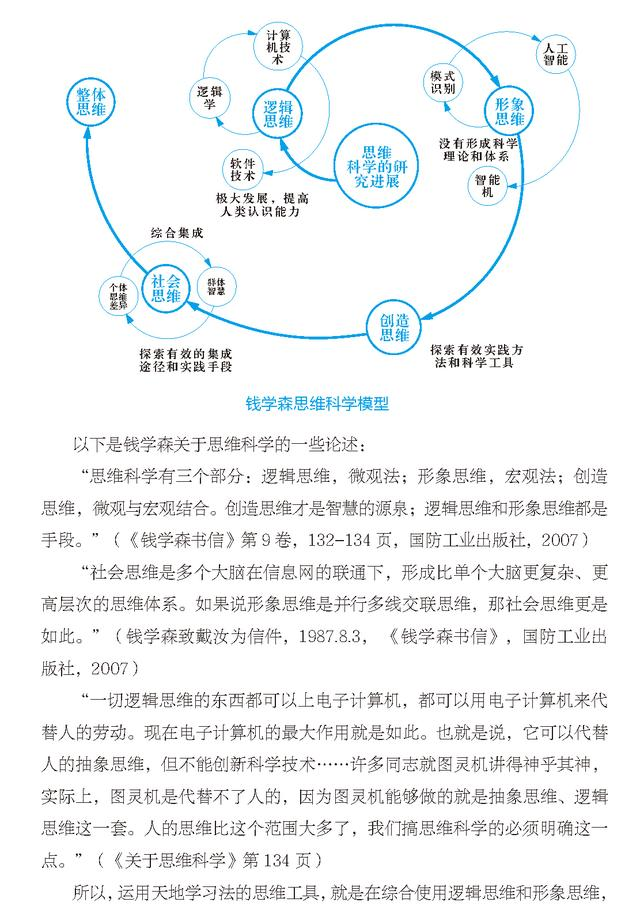 计算
机技
术
人工
智能
模式
识别
整体
思维
逻辑
学
逻辑
思维
形象
思维
思维
科学的研
究进展
没有形成科学
理论和体系
软件
技术
智能
机
极大发展，提高
人类认识能力
综合集成
个体
思维
差异
社会
思维
群体
智慧
创造
思维
探索有效的集成
途径和实践手段
探索有效实践方
法和科学工具
钱学森思维科学模型
以下是钱学森关于思维科学的一些论述：
“思维科学有三个部分：逻辑思维，微观法；形象思维，宏观法；创造
思维，微观与宏观结合。创造思维才是智慧的源泉；逻辑思维和形象思维都是
手段。”（《钱学森书信》第 9 卷，132-134 页，国防工业出版社，2007）
“社会思维是多个大脑在信息网的联通下，形成比单个大脑更复杂、更
高层次的思维体系。如果说形象思维是并行多线交联思维，那社会思维更是
如此。”（钱学森致戴汝为信件，1987.8.3，《钱学森书信》，国防工业出
版社，2007）
“一切逻辑思维的东西都可以上电子计算机，都可以用电子计算机来代
替人的劳动。现在电子计算机的最大作用就是如此。也就是说，它可以代替
人的抽象思维，但不能创新科学技术……许多同志就图灵机讲得神乎其神，
实际上，图灵机是代替不了人的，因为图灵机能够做的就是抽象思维、逻辑
思维这一套。人的思维比这个范围大多了，我们搞思维科学的必须明确这一
点。”（《关于思维科学》第 134 页）
所以，运用天地学习法的思维工具，就是在综合使用逻辑思维和形象思维，